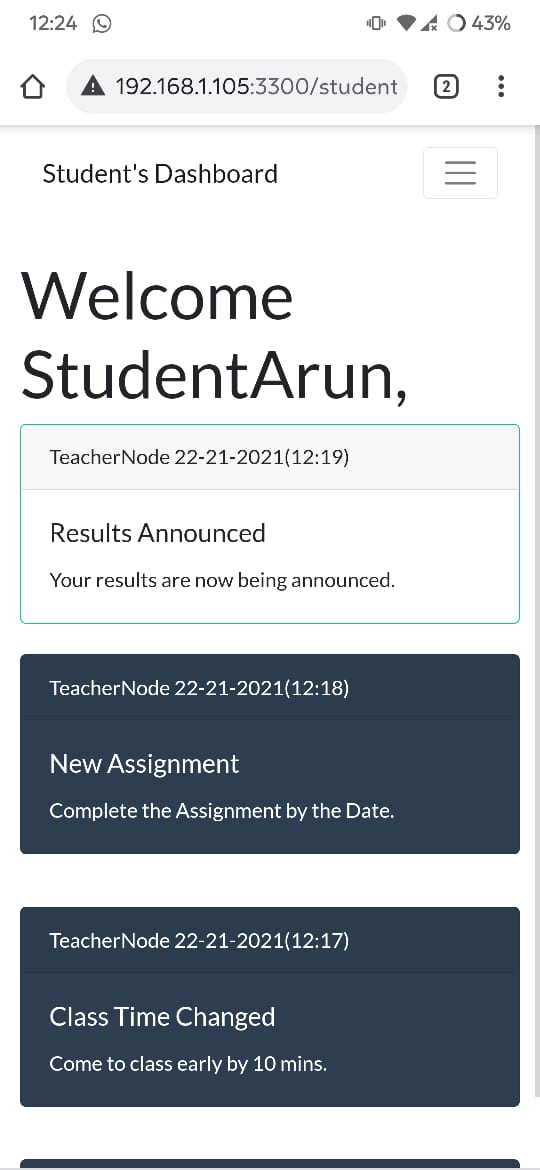 12:24 43%
192.168.1.105:3300/student 2
Student's Dashboard
Welcome
StudentArun,
TeacherNode 22-21-2021(12:19)
Results Announced
Your results are now being announced.
TeacherNode 22-21-2021(12:18)
New Assignment
Complete the Assignment by the Date.
TeacherNode 22-21-2021(12:17)
Class Time Changed
Come to class early by 10 mins.